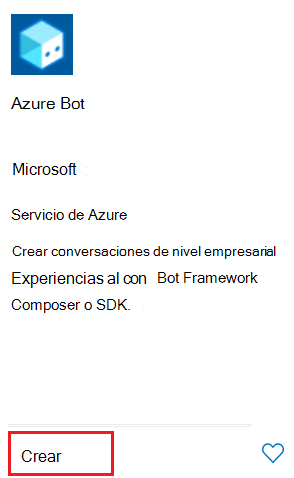 Azure Bot
Microsoft
Servicio de Azure
Crear conversaciones de nivel empresarial
Experiencias al con Bot Framework
Composer o SDK.
Crear